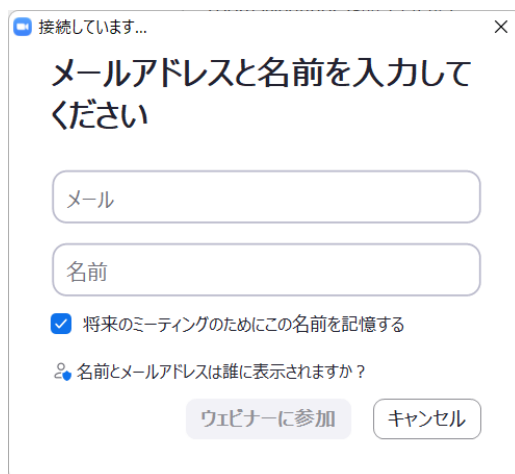 接続しています...
メールアドレスと名前を入力して
ください
メール
名前
将来のミーティングのためにこの名前を記憶する
名前とメールアドレスは誰に表示されますか？
ウェビナーに参加 キャンセル